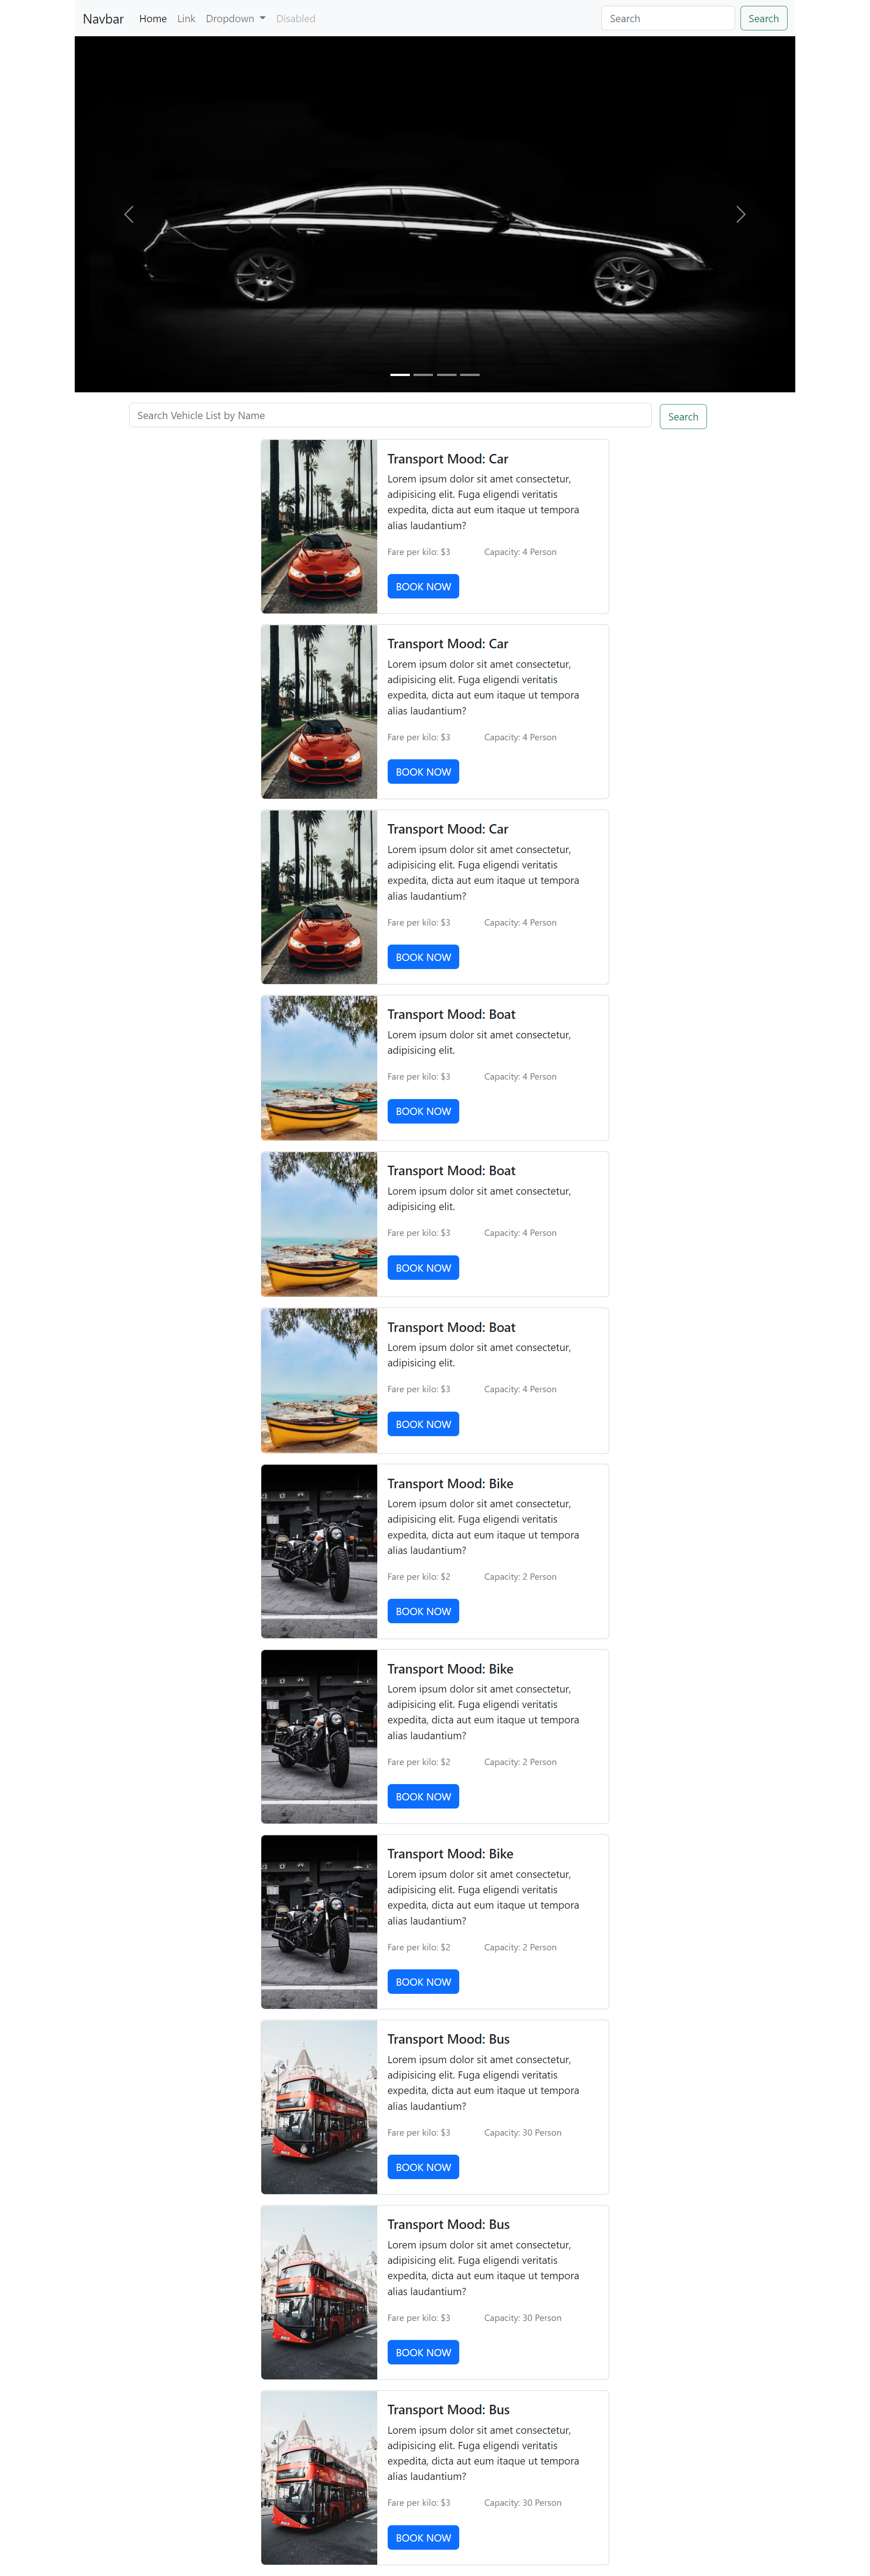 Navbar Home Link Dropdown Disabled Search Search
Search Vehicle List by Name Search
Transport Mood: Car
Lorem ipsum dolor sit amet consectetur,
adipisicing elit. Fuga eligendi veritatis
expedita, dicta aut eum itaque ut tempora
alias laudantium?
Fare per kilo: $3 Capacity: 4 Person
BOOK NOW
Transport Mood: Car
Lorem ipsum dolor sit amet consectetur,
adipisicing elit. Fuga eligendi veritatis
expedita, dicta aut eum itaque ut tempora
alias laudantium?
Fare per kilo: $3 Capacity: 4 Person
BOOK NOW
Transport Mood: Car
Lorem ipsum dolor sit amet consectetur,
adipisicing elit. Fuga eligendi veritatis
expedita, dicta aut eum itaque ut tempora
alias laudantium?
Fare per kilo: $3 Capacity: 4 Person
BOOK NOW
Transport Mood: Boat
Lorem ipsum dolor sit amet consectetur,
adipisicing elit.
Fare per kilo: $3 Capacity: 4 Person
BOOK NOW
Transport Mood: Boat
Lorem ipsum dolor sit amet consectetur,
adipisicing elit.
Fare per kilo: $3 Capacity: 4 Person
BOOK NOW
Transport Mood: Boat
Lorem ipsum dolor sit amet consectetur,
adipisicing elit.
Fare per kilo: $3 Capacity: 4 Person
BOOK NOW
Transport Mood: Bike
Lorem ipsum dolor sit amet consectetur,
adipisicing elit. Fuga eligendi veritatis
expedita, dicta aut eum itaque ut tempora
alias laudantium?
Fare per kilo: $2 Capacity: 2 Person
BOOK NOW
Transport Mood: Bike
Lorem ipsum dolor sit amet consectetur,
adipisicing elit. Fuga eligendi veritatis
expedita, dicta aut eum itaque ut tempora
alias laudantium?
Fare per kilo: $2 Capacity: 2 Person
BOOK NOW
Transport Mood: Bike
Lorem ipsum dolor sit amet consectetur,
adipisicing elit. Fuga eligendi veritatis
expedita, dicta aut eum itaque ut tempora
alias laudantium?
Fare per kilo: $2 Capacity: 2 Person
BOOK NOW
Transport Mood: Bus
Lorem ipsum dolor sit amet consectetur,
adipisicing elit. Fuga eligendi veritatis
expedita, dicta aut eum itaque ut tempora
alias laudantium?
Fare per kilo: $3 Capacity: 30 Person
BOOK NOW
Transport Mood: Bus
Lorem ipsum dolor sit amet consectetur,
adipisicing elit. Fuga eligendi veritatis
expedita, dicta aut eum itaque ut tempora
alias laudantium?
Fare per kilo: $3 Capacity: 30 Person
BOOK NOW
Transport Mood: Bus
Lorem ipsum dolor sit amet consectetur,
adipisicing elit. Fuga eligendi veritatis
expedita, dicta aut eum itaque ut tempora
alias laudantium?
Fare per kilo: $3 Capacity: 30 Person
BOOK NOW